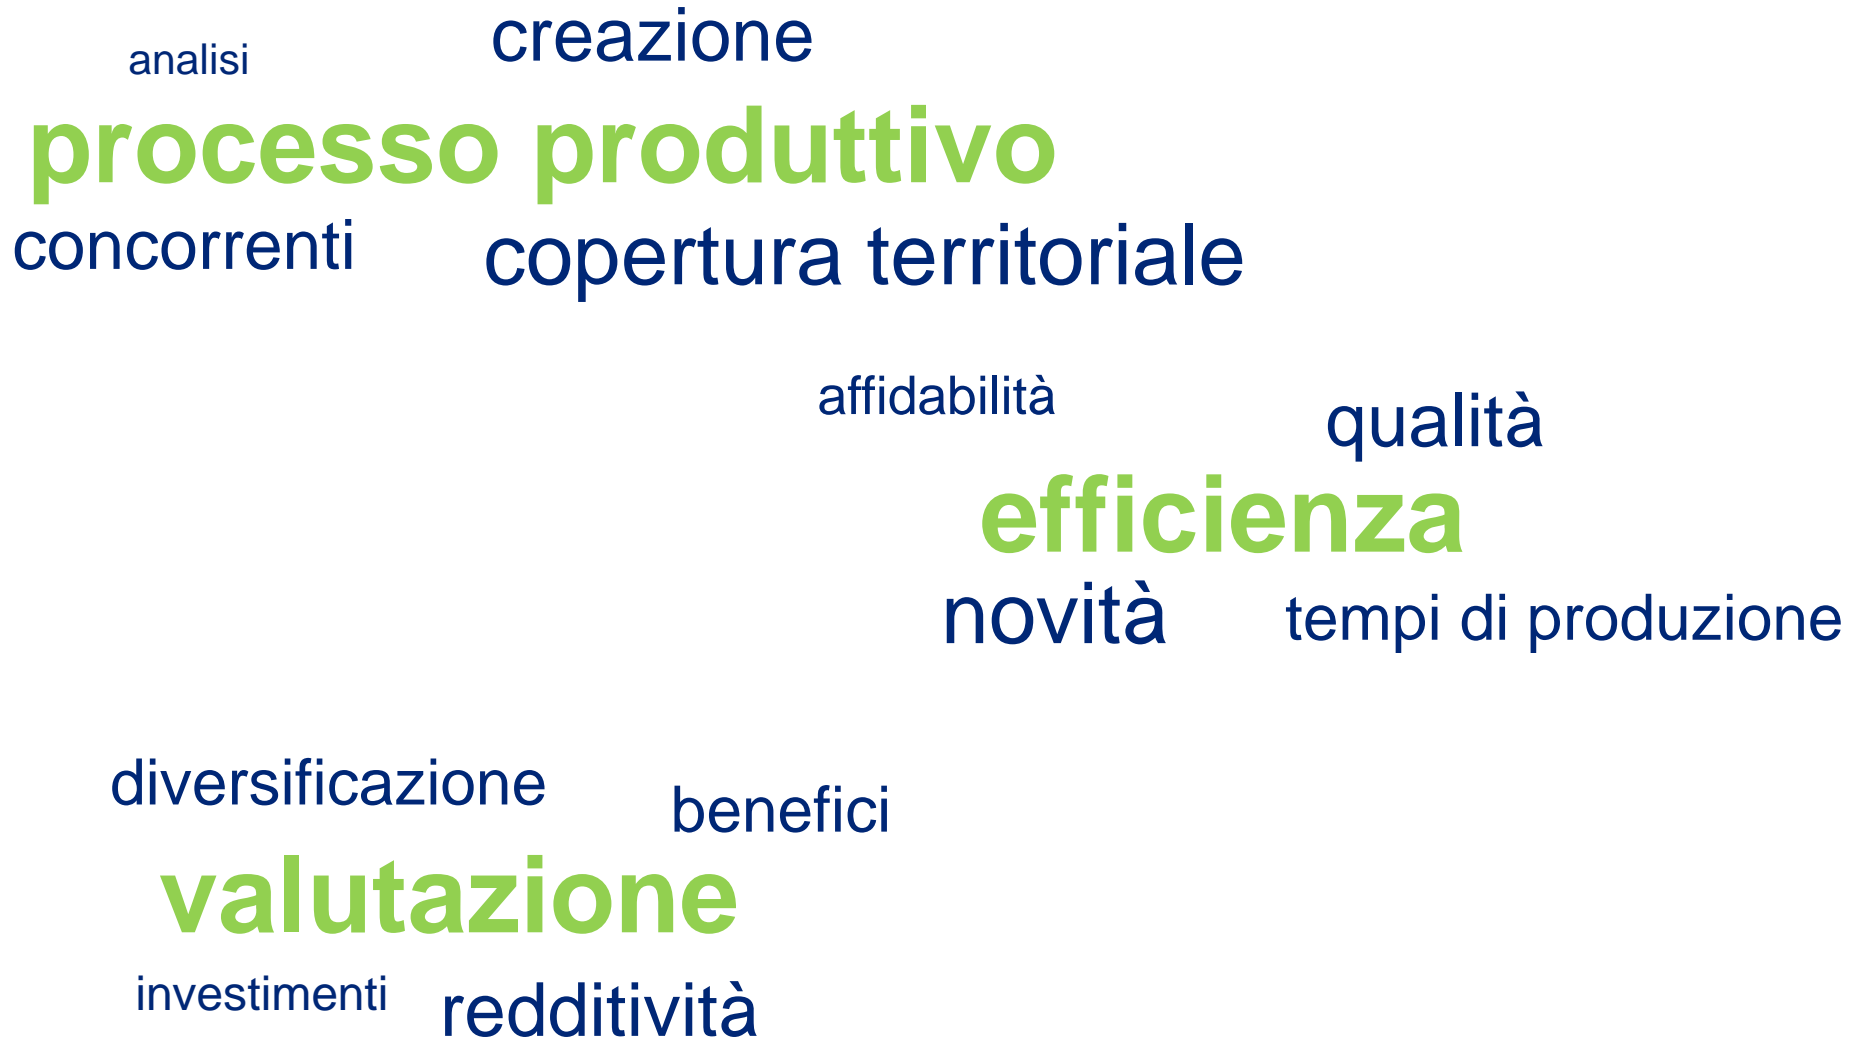 analisi
creazione
processo produttivo
concorrenti
copertura territoriale
affidabilità
qualità
efficienza
novità
tempi di produzione
diversificazione
benefici
valutazione
investimenti
redditività